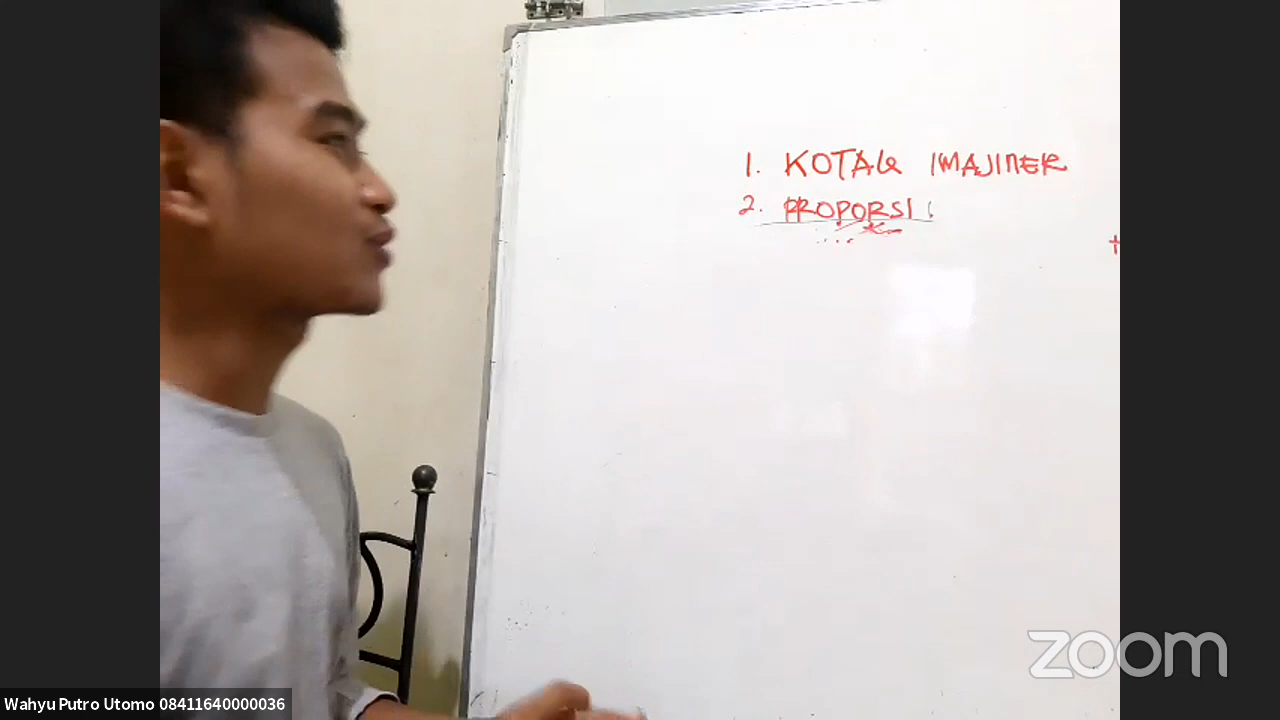 1. KOTAK IMAJINER
2. PROPORSI :
+
zoom
Wahyu Putro Utomo 08411640000036